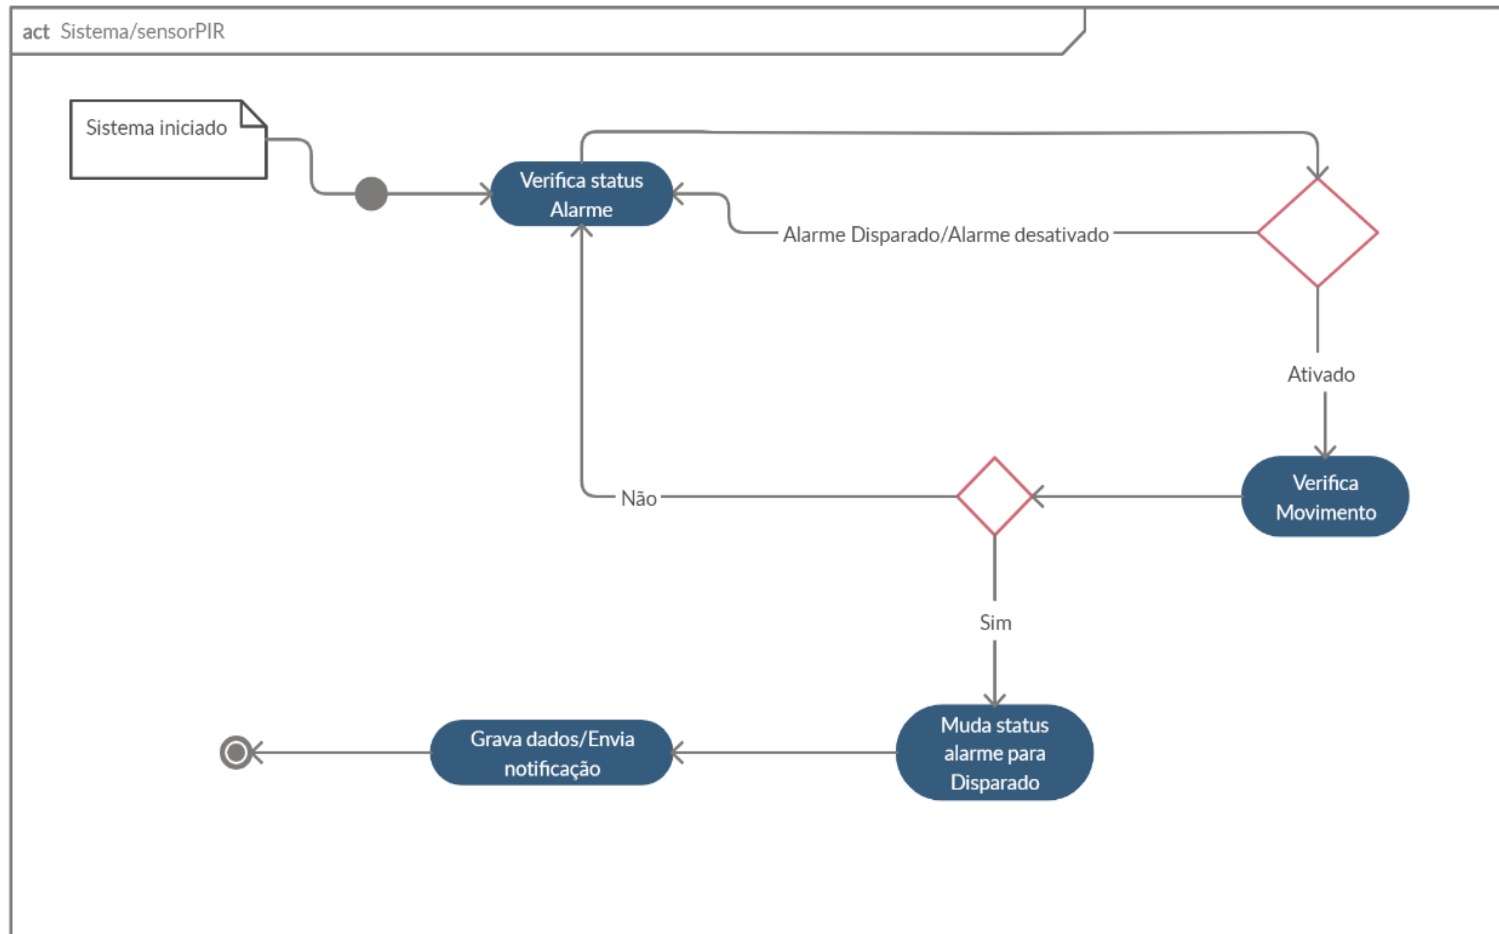 act Sistema/sensorPIR
Sistema iniciado
Verifica status
Alarme
Alarme Disparado/Alarme desativado
Ativado
Verifica
Movimento
Não
Sim
Muda status
alarme para
Disparado
Grava dados/Envia
notificação